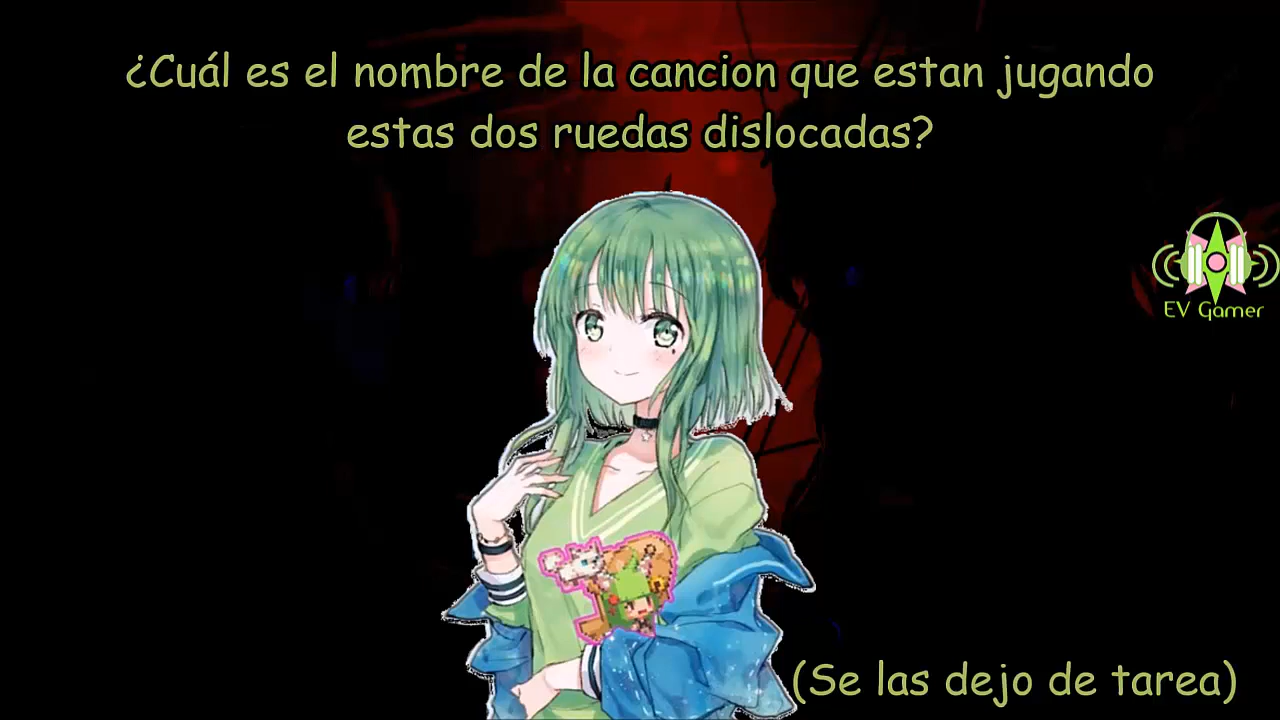 ¿Cuál es el nombre de la cancion que estan jugando
estas dos ruedas dislocadas?
EV Gamer
(Se las dejo de tarea)